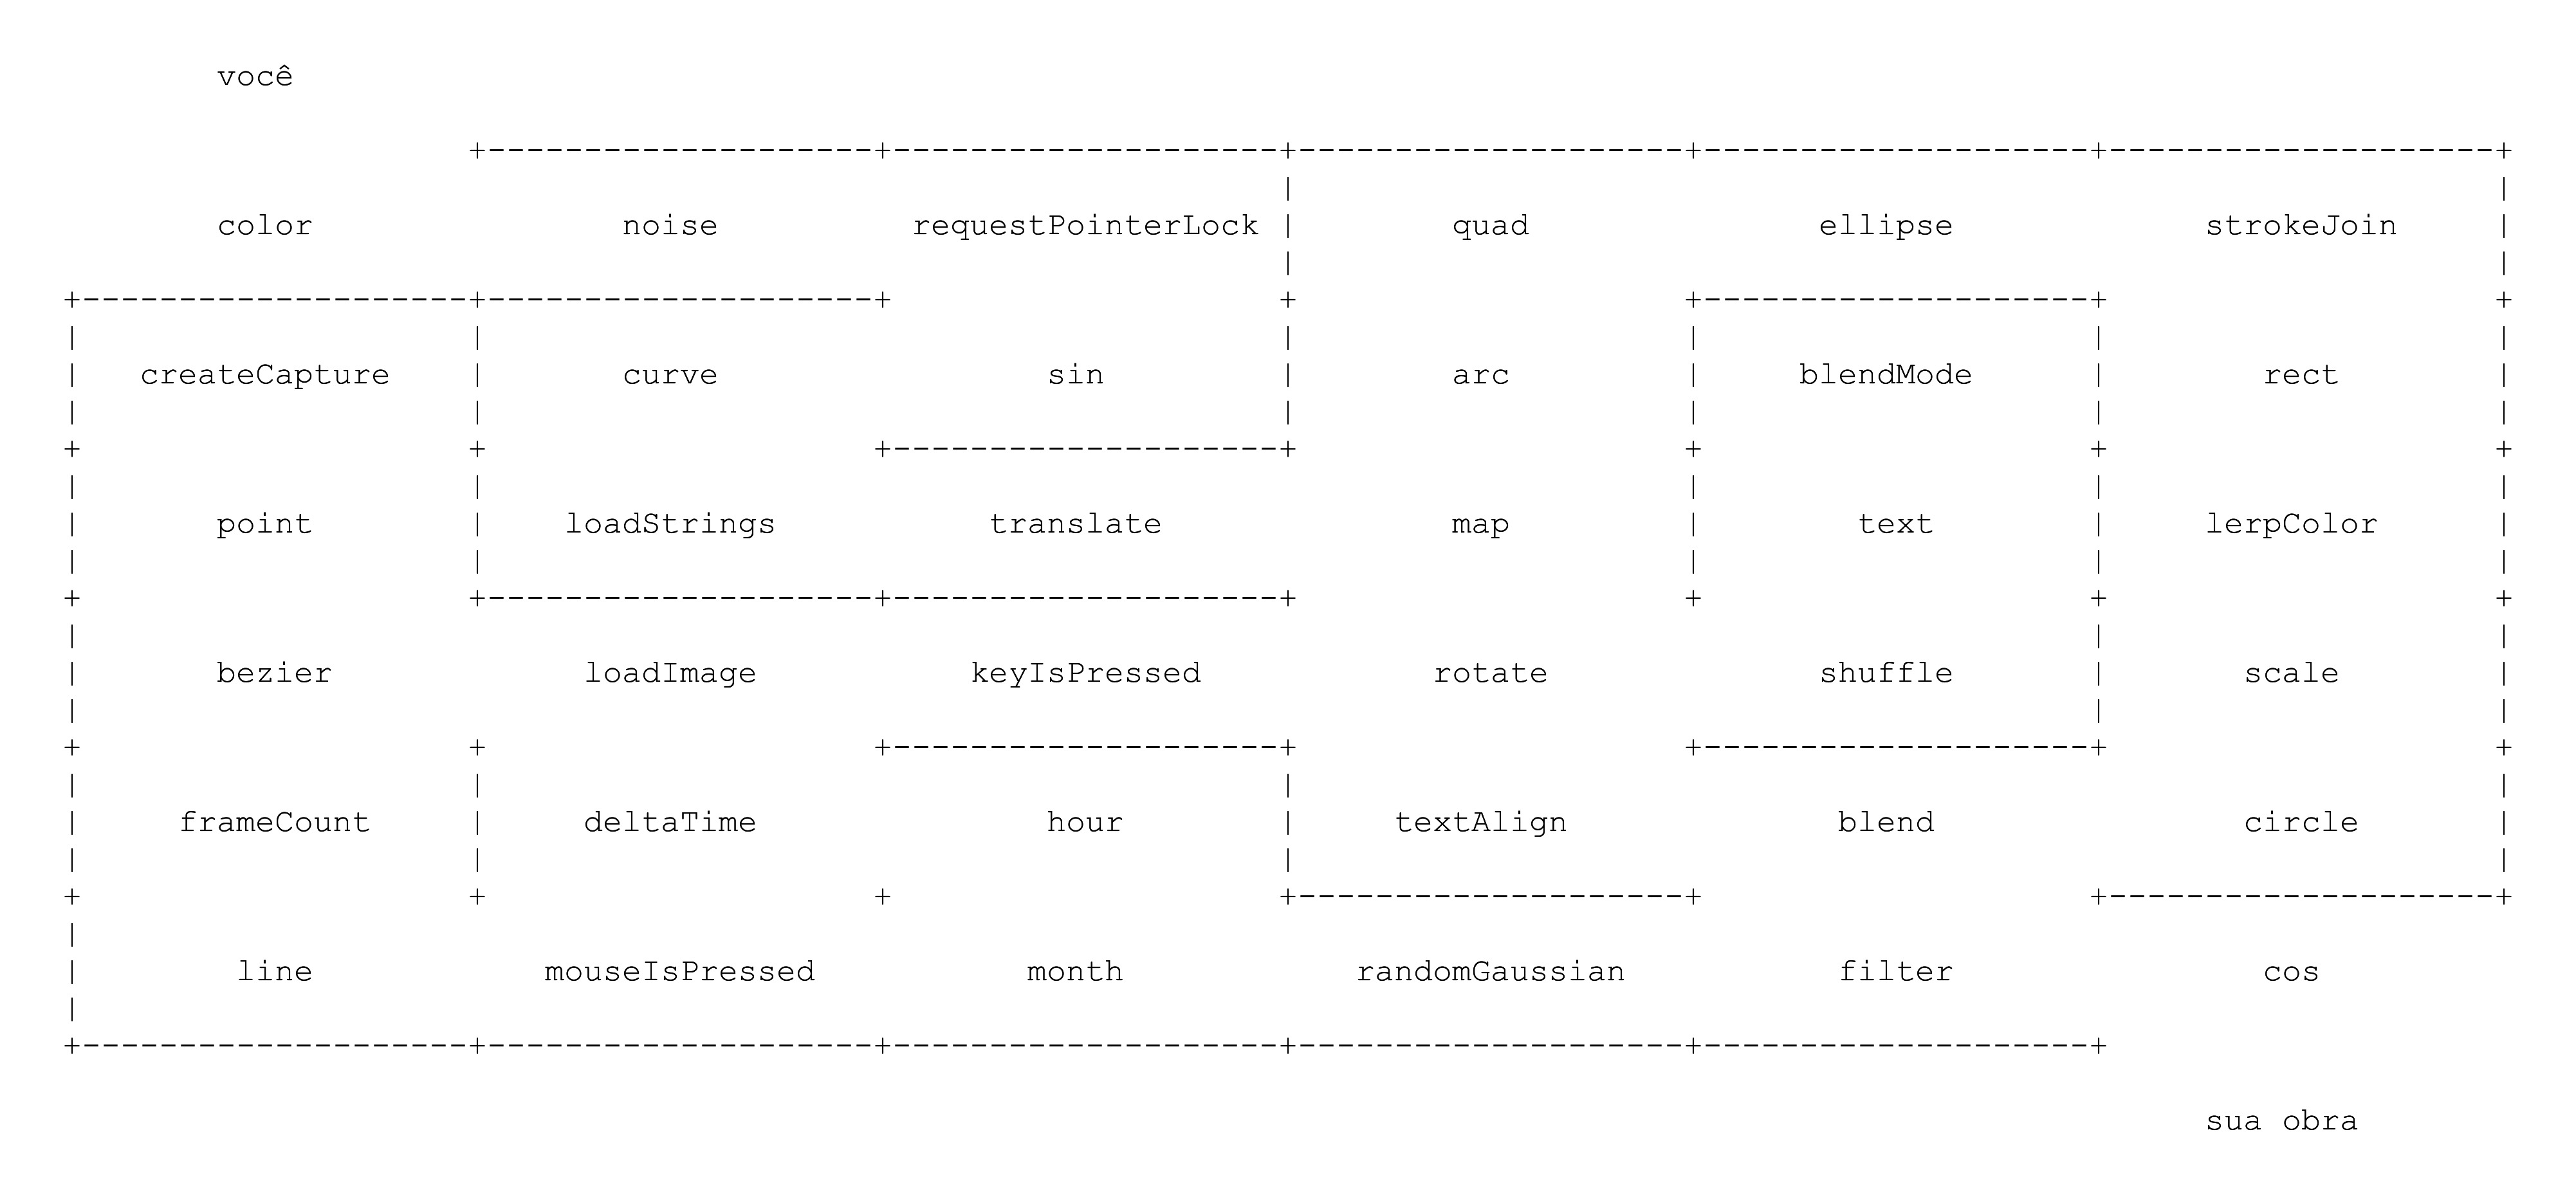 você
color noise requestPointerLock quad ellipse strokeJoin
createCapture curve sin arc blendMode rect
point loadStrings translate map text lerpColor
bezier loadImage keyIsPressed rotate shuffle scale
frameCount deltaTime hour textAlign blend circle
line mouseIsPressed month randomGaussian filter cos
sua obra